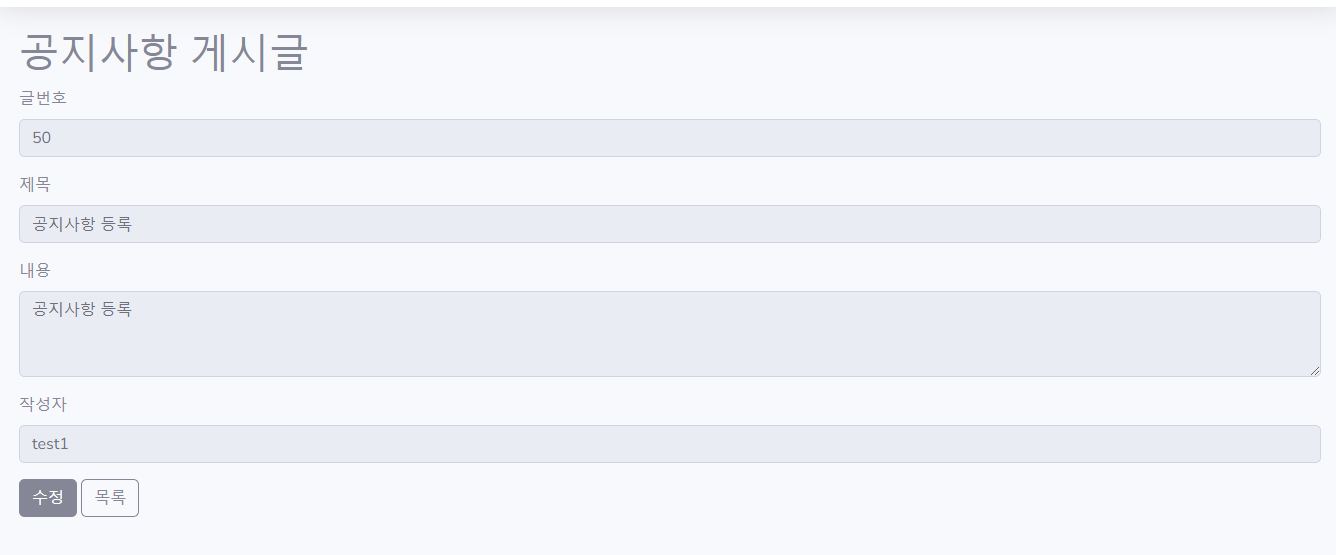 공지사항 게시글
글번호
50
제목
공지사항 등록
내용
공지사항 등록
작성자
test1
수정 목록